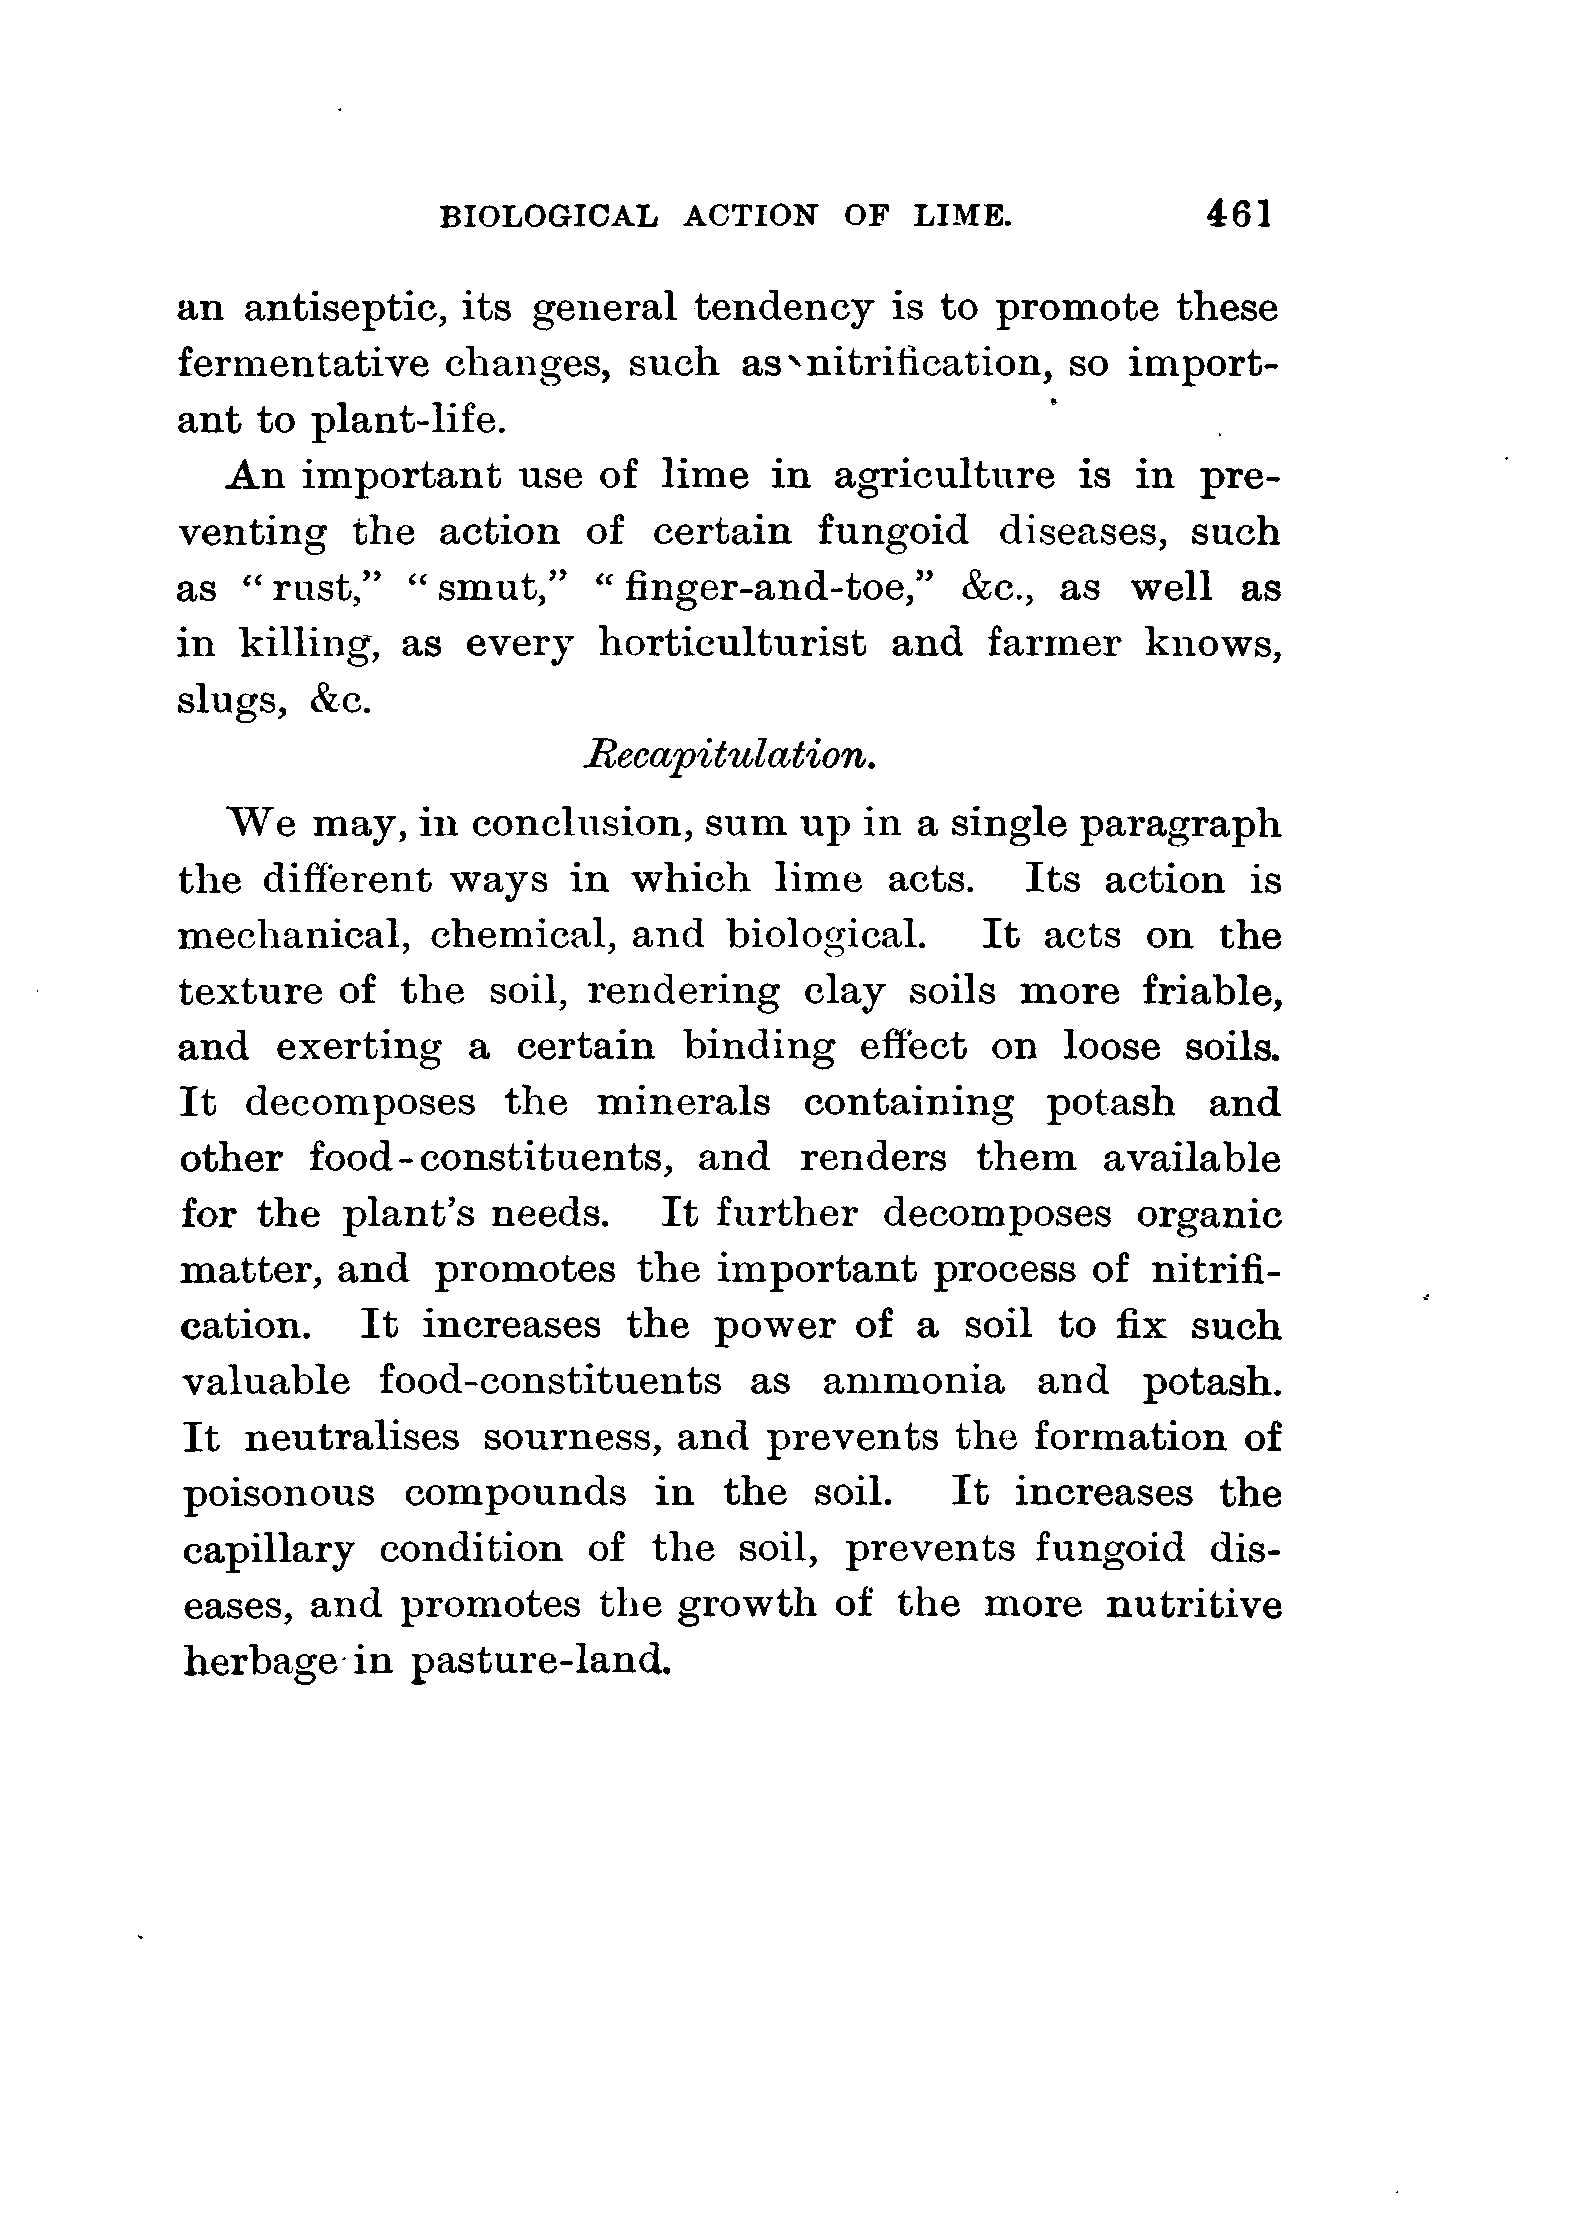 BIOLOGICAL ACTION OF LIME. 461
an antiseptic, its general tendency is to promote these
fermentative changes, such as nitrification, so import-
ant to plant-life.
An important use of lime in agriculture is in pre-
venting the action of certain fungoid diseases, such
as “rust,” “smut,” “finger-and-toe,” &c., as well as
in killing, as every horticulturist and farmer knows,
slugs, &c.
Recapitulation.
We may, in conclusion, sum up in a single paragraph
the different ways in which lime acts. Its action is
mechanical, chemical, and biological. It acts on the
texture of the soil, rendering clay soils more friable,
and exerting a certain binding effect on loose soils.
It decomposes the minerals containing potash and
other food-constituents, and renders them available
for the plant’s needs. It further decomposes organic
matter, and promotes the important process of nitrifi-
cation. It increases the power of a soil to fix such
valuable food-constituents as ammonia and potash.
It neutralises sourness, and prevents the formation of
poisonous compounds in the soil. It increases the
capillary condition of the soil, prevents fungoid dis-
eases, and promotes the growth of the more nutritive
herbage in pasture-land.